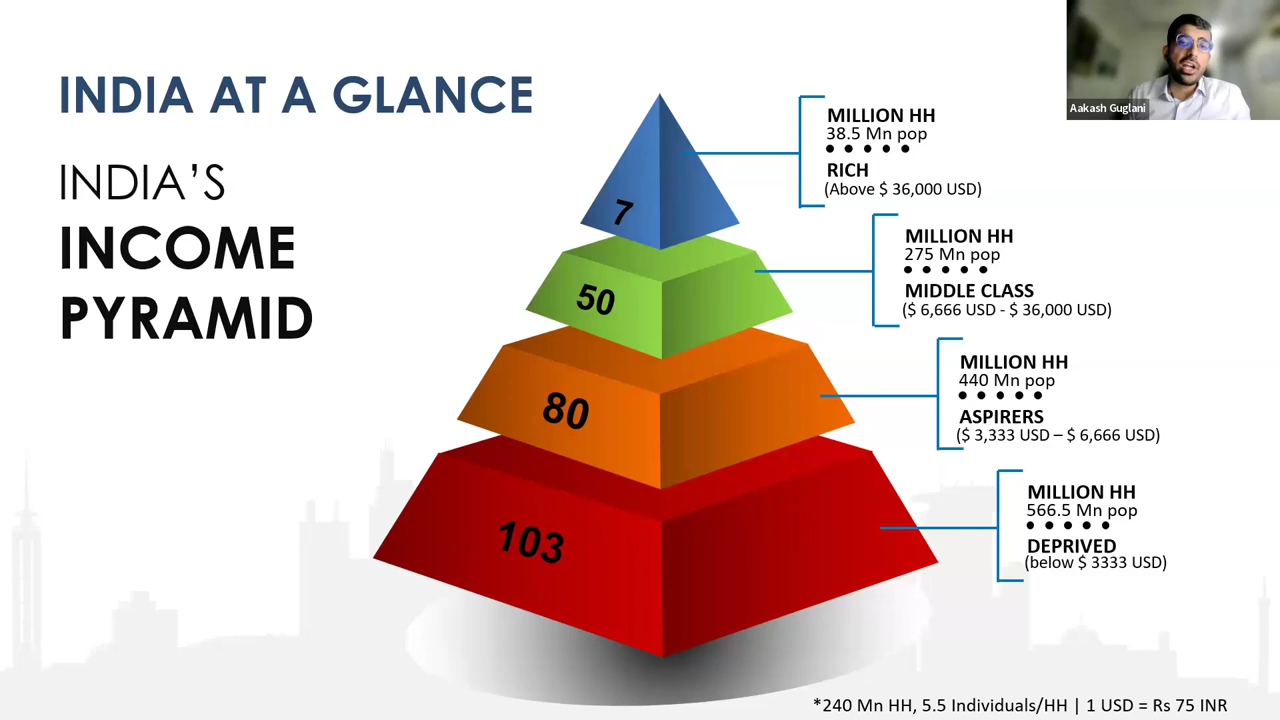 INDIA AT A GLANCE
INDIA'S
INCOME
PYRAMID
7
MILLION HH
38.5 Mn pop
RICH
(Above $ 36,000 USD)
50
MILLION HH
275 Mn pop
MIDDLE CLASS
($ 6,666 USD - $ 36,000 USD)
80
MILLION HH
440 Mn pop
ASPIRERS
($ 3,333 USD – $ 6,666 USD)
103
MILLION HH
566.5 Mn pop
DEPRIVED
(below $ 3333 USD)
*240 Mn HH, 5.5 Individuals/HH | 1 USD = Rs 75 INR
Aakash Guglani